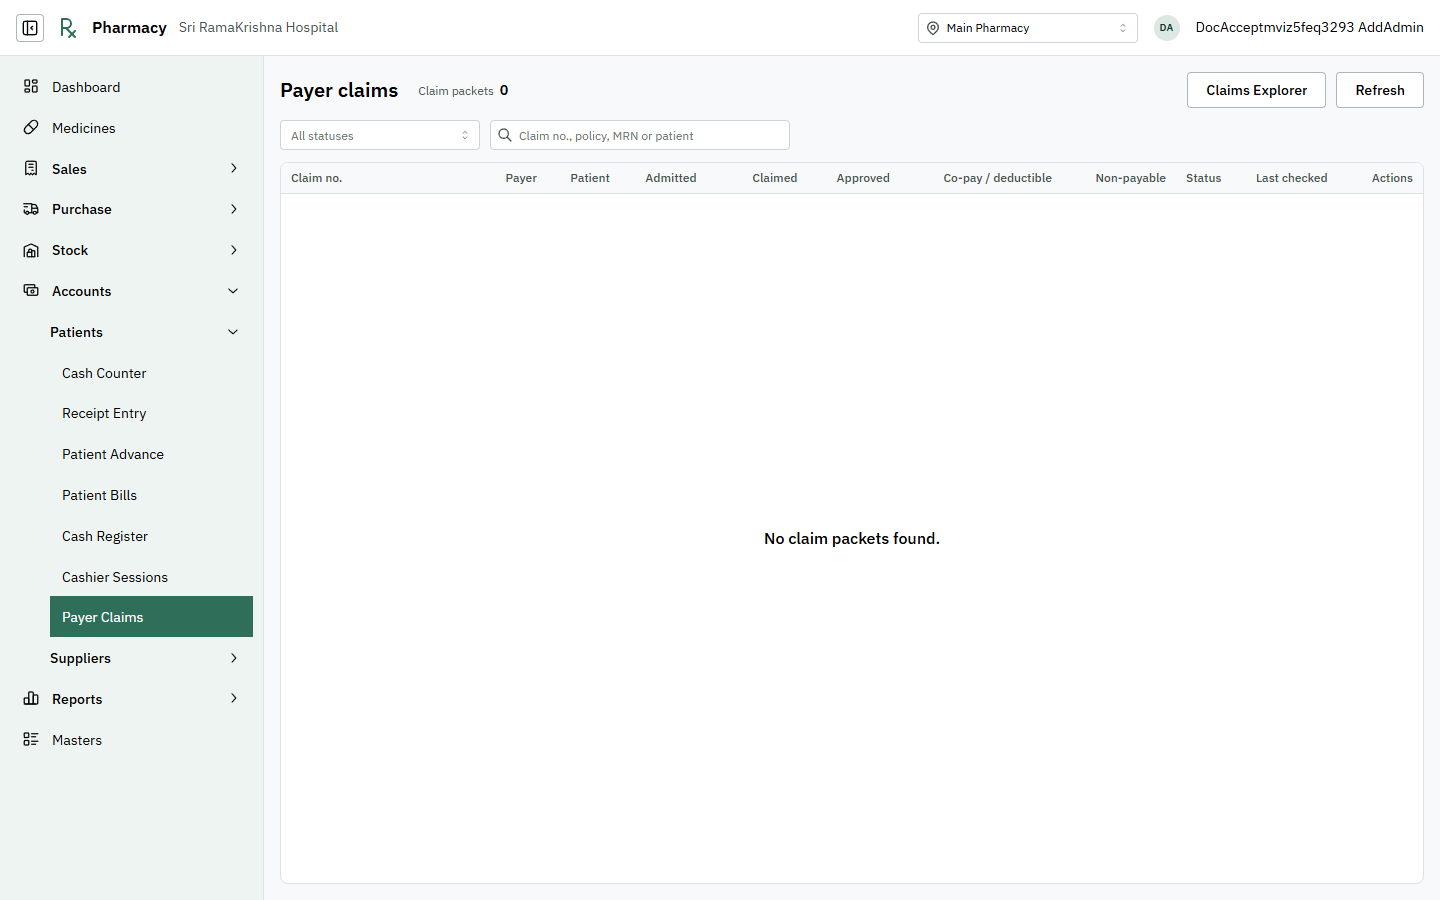 Pharmacy Sri RamaKrishna Hospital Main Pharmacy DA DocAcceptmviz5feq3293 AddAdmin
Dashboard
Medicines
Sales
Purchase
Stock
Accounts
Patients
Cash Counter
Receipt Entry
Patient Advance
Patient Bills
Cash Register
Cashier Sessions
Payer Claims
Suppliers
Reports
Masters
Payer claims Claim packets 0 Claims Explorer Refresh
All statuses Claim no., policy, MRN or patient
Claim no. Payer Patient Admitted Claimed Approved Co-pay / deductible Non-payable Status Last checked Actions
No claim packets found.